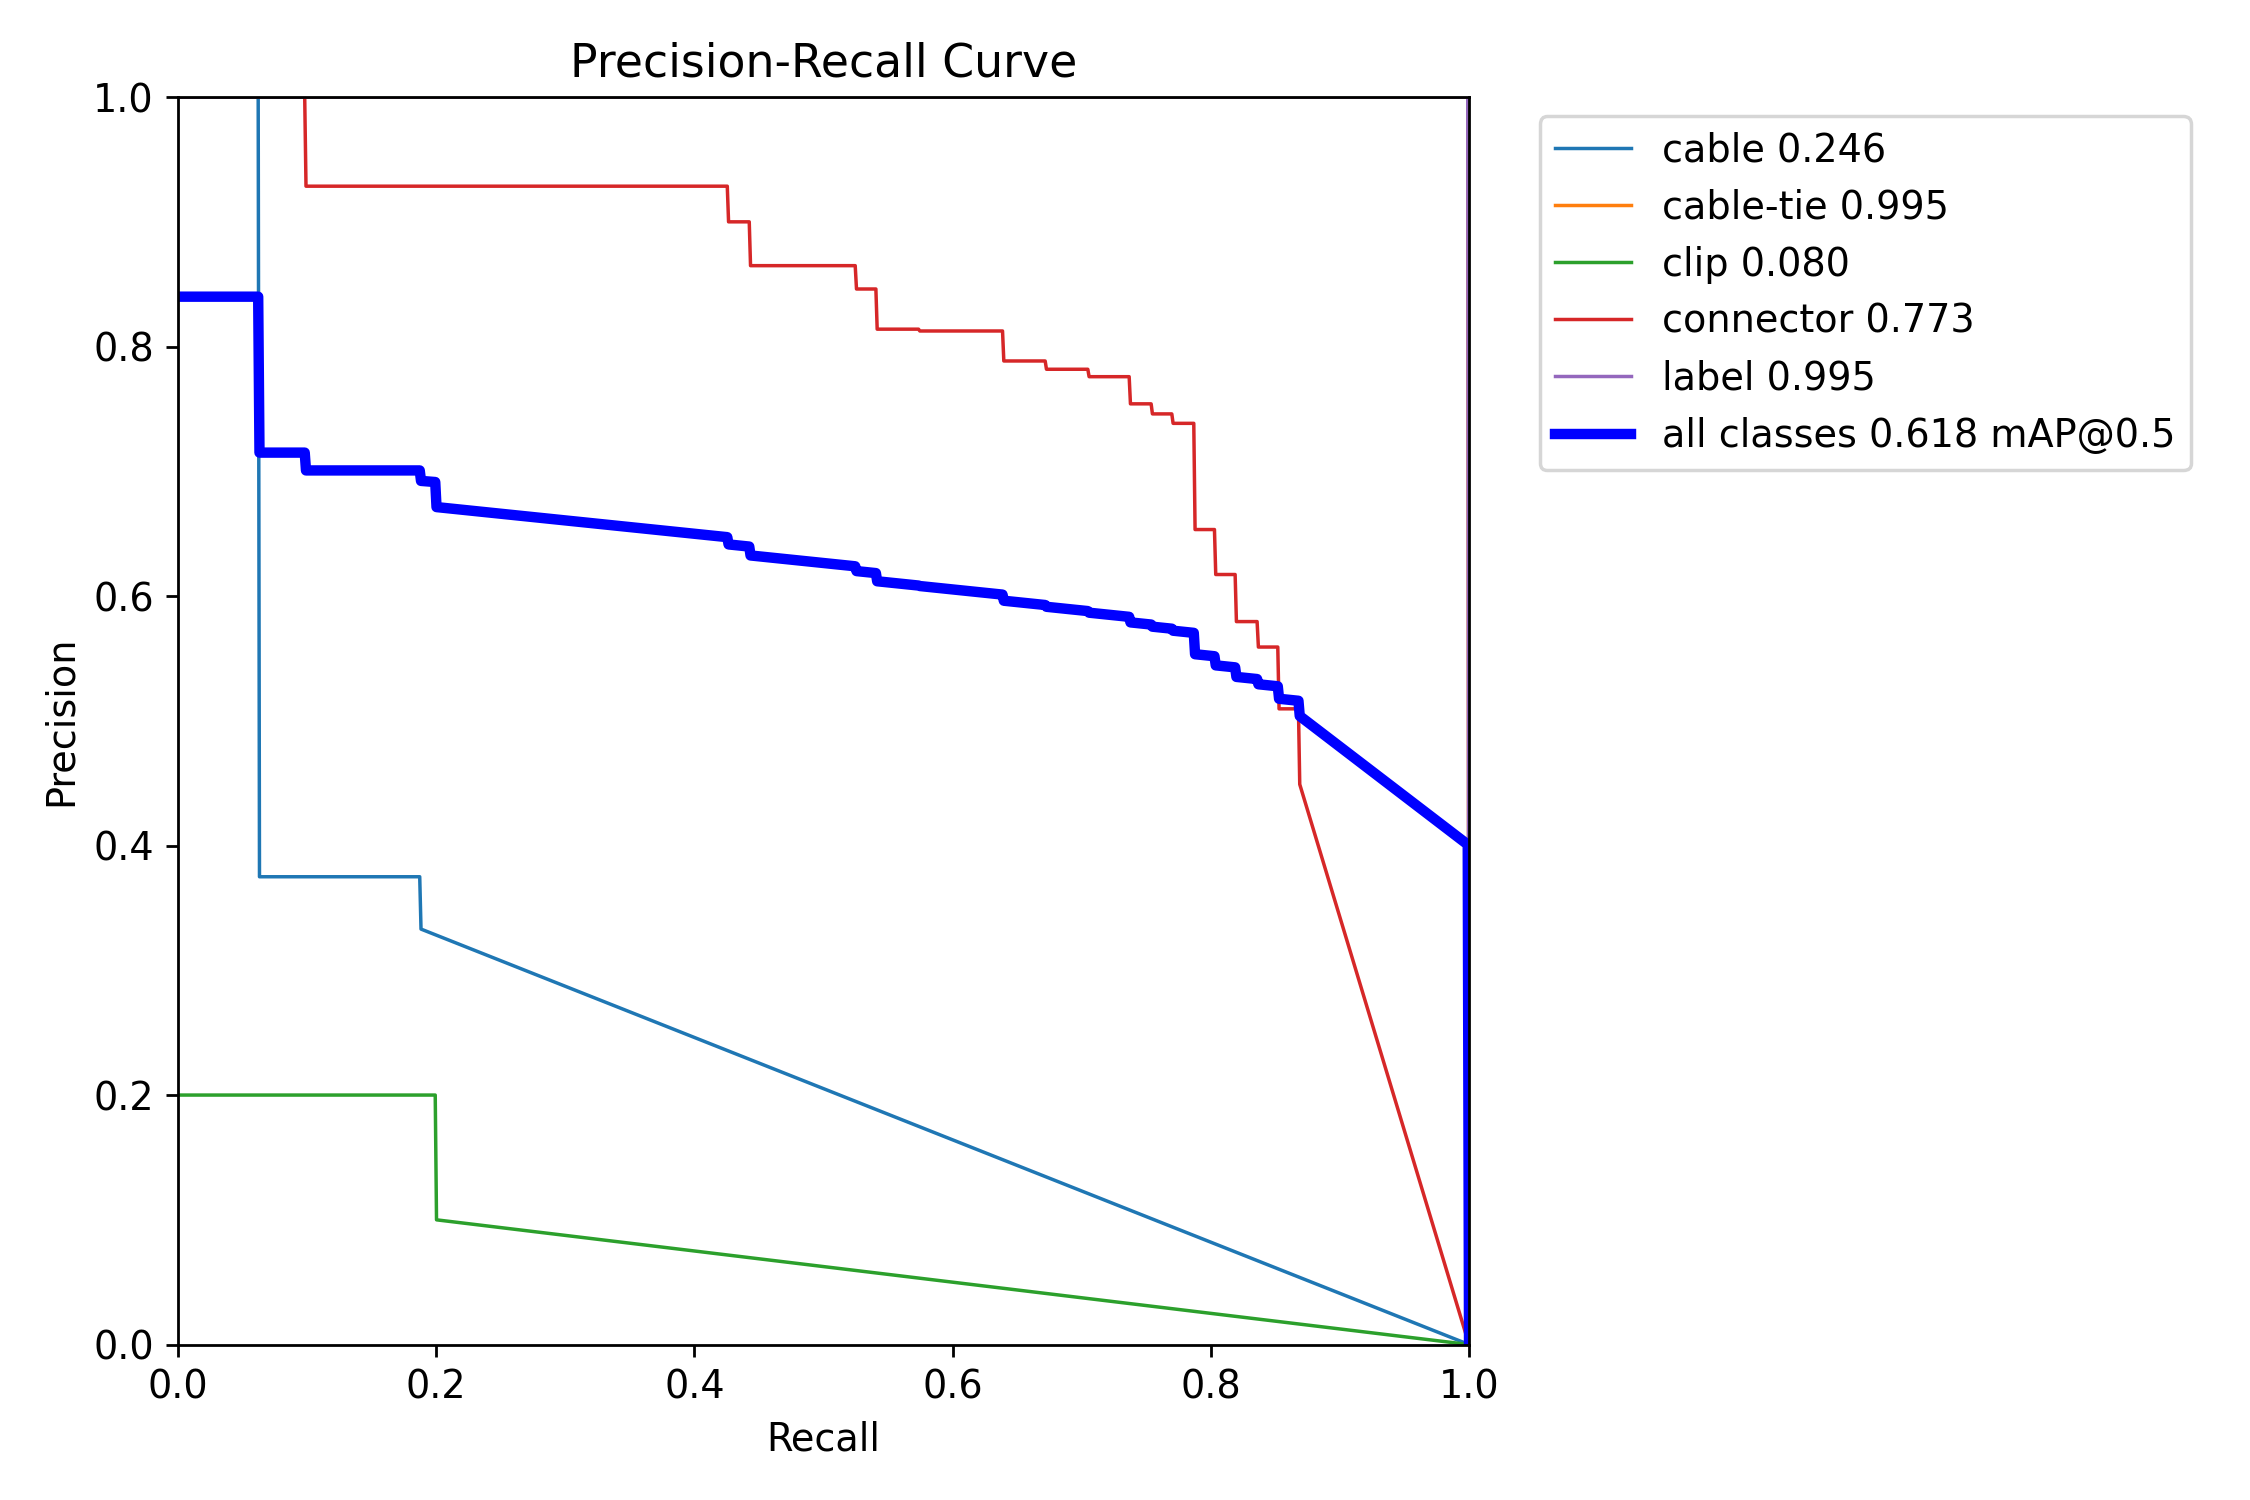 Precision-Recall Curve
1.0
0.8
0.6
0.4
0.2
0.0
Precision
0.0 0.2 0.4 0.6 0.8 1.0
Recall
cable 0.246
cable-tie 0.995
clip 0.080
connector 0.773
label 0.995
all classes 0.618 mAP@0.5